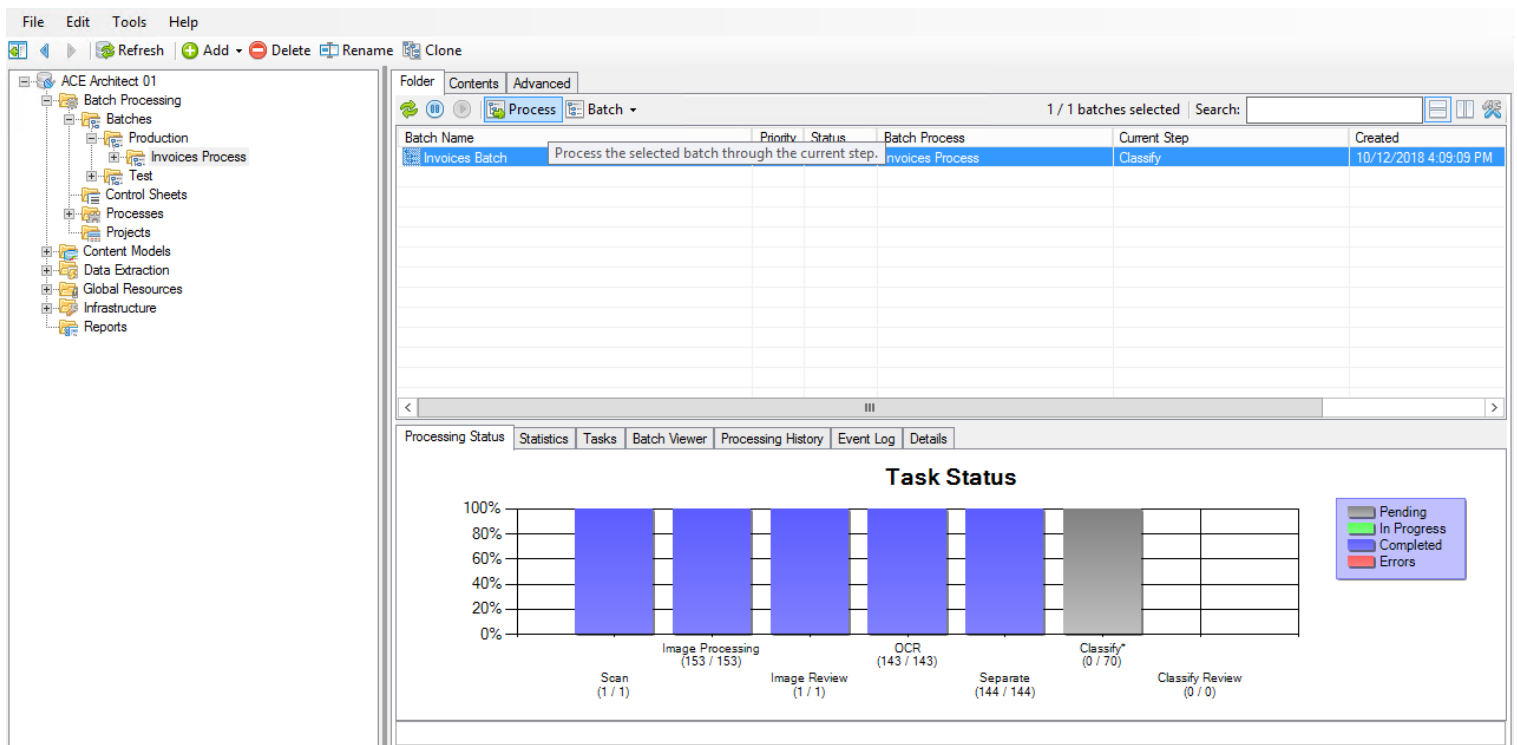 File Edit Tools Help
Refresh Add Delete Rename Clone
ACE Architect 01
Batch Processing
Batches
Production
Invoices Process
Test
Control Sheets
Processes
Projects
Content Models
Data Extraction
Global Resources
Infrastructure
Reports
Folder Contents Advanced
Process Batch 1 / 1 batches selected Search:
Batch Name Priority Status Batch Process Current Step Created
Invoices Batch Invoices Process Classify 10/12/2018 4:09:09 PM
Process the selected batch through the current step.
Processing Status Statistics Tasks Batch Viewer Processing History Event Log Details
Task Status
100%
80%
60%
40%
20%
0%
Scan
(1 / 1)
Image Processing
(153 / 153)
Image Review
(1 / 1)
OCR
(143 / 143)
Separate
(144 / 144)
Classify*
(0 / 70)
Classify Review
(0 / 0)
Pending
In Progress
Completed
Errors